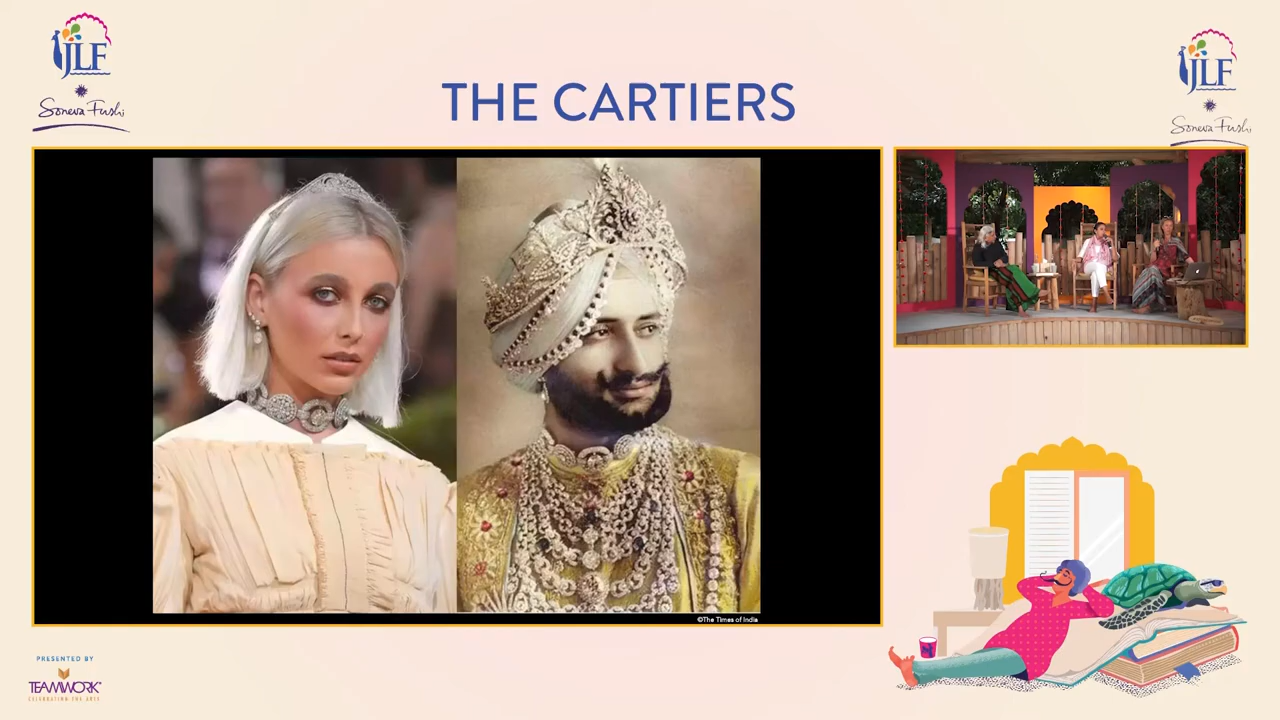 JLF
Soneva Fushi
THE CARTIERS
JLF
Soneva Fushi
©The Times of India
PRESENTED BY
TEAMWORK
CELEBRATING THE ARTS